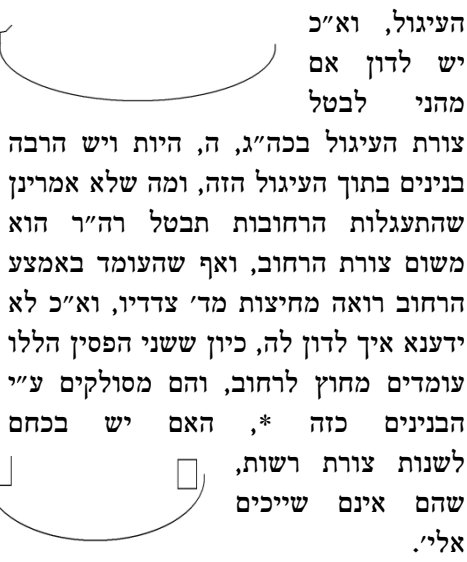 העיגול, וא״כ
יש לדון אם
מהני לבטל
צורת העיגול בכה״ג, ה, היות ויש הרבה
בנינים בתוך העיגול הזה, ומה שלא אמרינן
שהתעגלות הרחובות תבטל רה״ר הוא
משום צורת הרחוב, ואף שהעומד באמצע
הרחוב רואה מחיצות מד׳ צדדיו, וא״כ לא
ידענא איך לדון לה, כיון ששני הפסין הללו
עומדים מחוץ לרחוב, והם מסולקים ע״י
הבנינים כזה *, האם יש בכחם
לשנות צורת רשות,
שהם אינם שייכים
אלי׳.